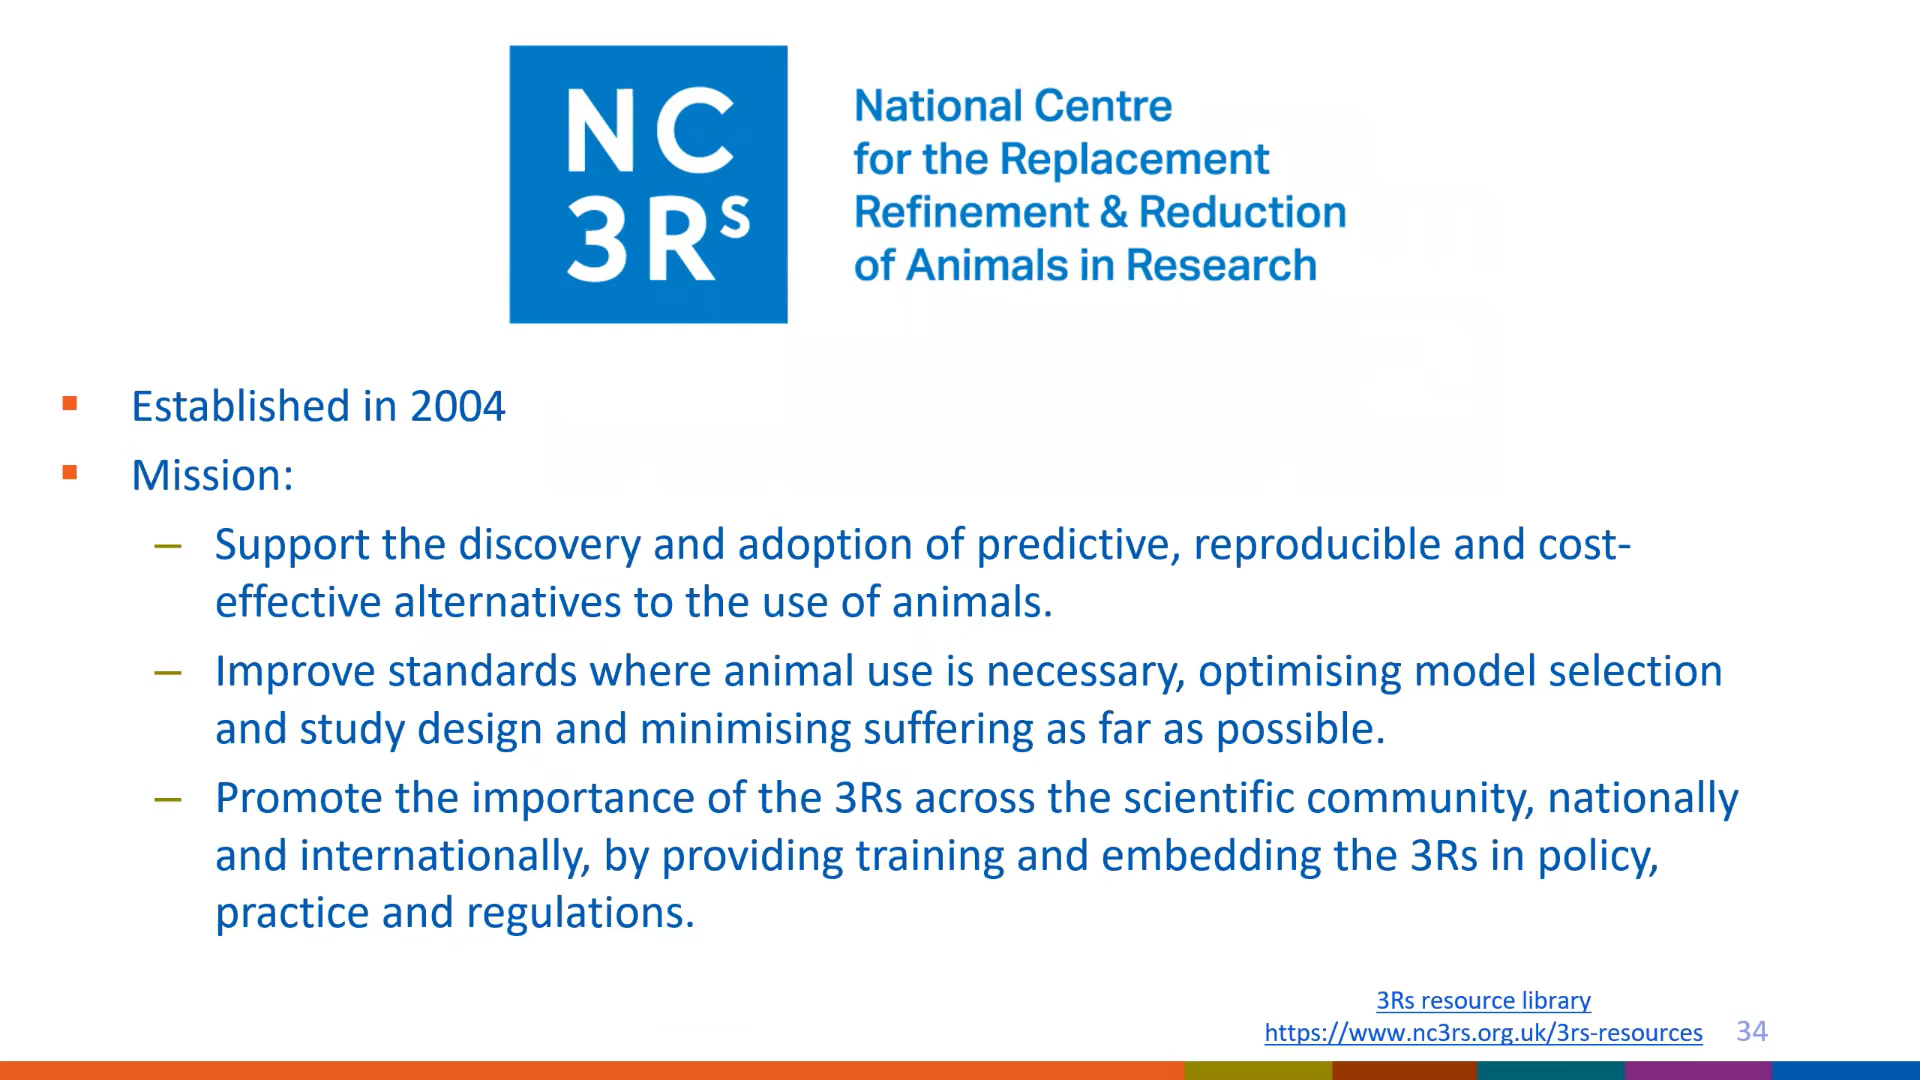 NC
3Rs
National Centre
for the Replacement
Refinement & Reduction
of Animals in Research
▪ Established in 2004
▪ Mission:
– Support the discovery and adoption of predictive, reproducible and cost-
effective alternatives to the use of animals.
– Improve standards where animal use is necessary, optimising model selection
and study design and minimising suffering as far as possible.
– Promote the importance of the 3Rs across the scientific community, nationally
and internationally, by providing training and embedding the 3Rs in policy,
practice and regulations.
3Rs resource library
https://www.nc3rs.org.uk/3rs-resources
34